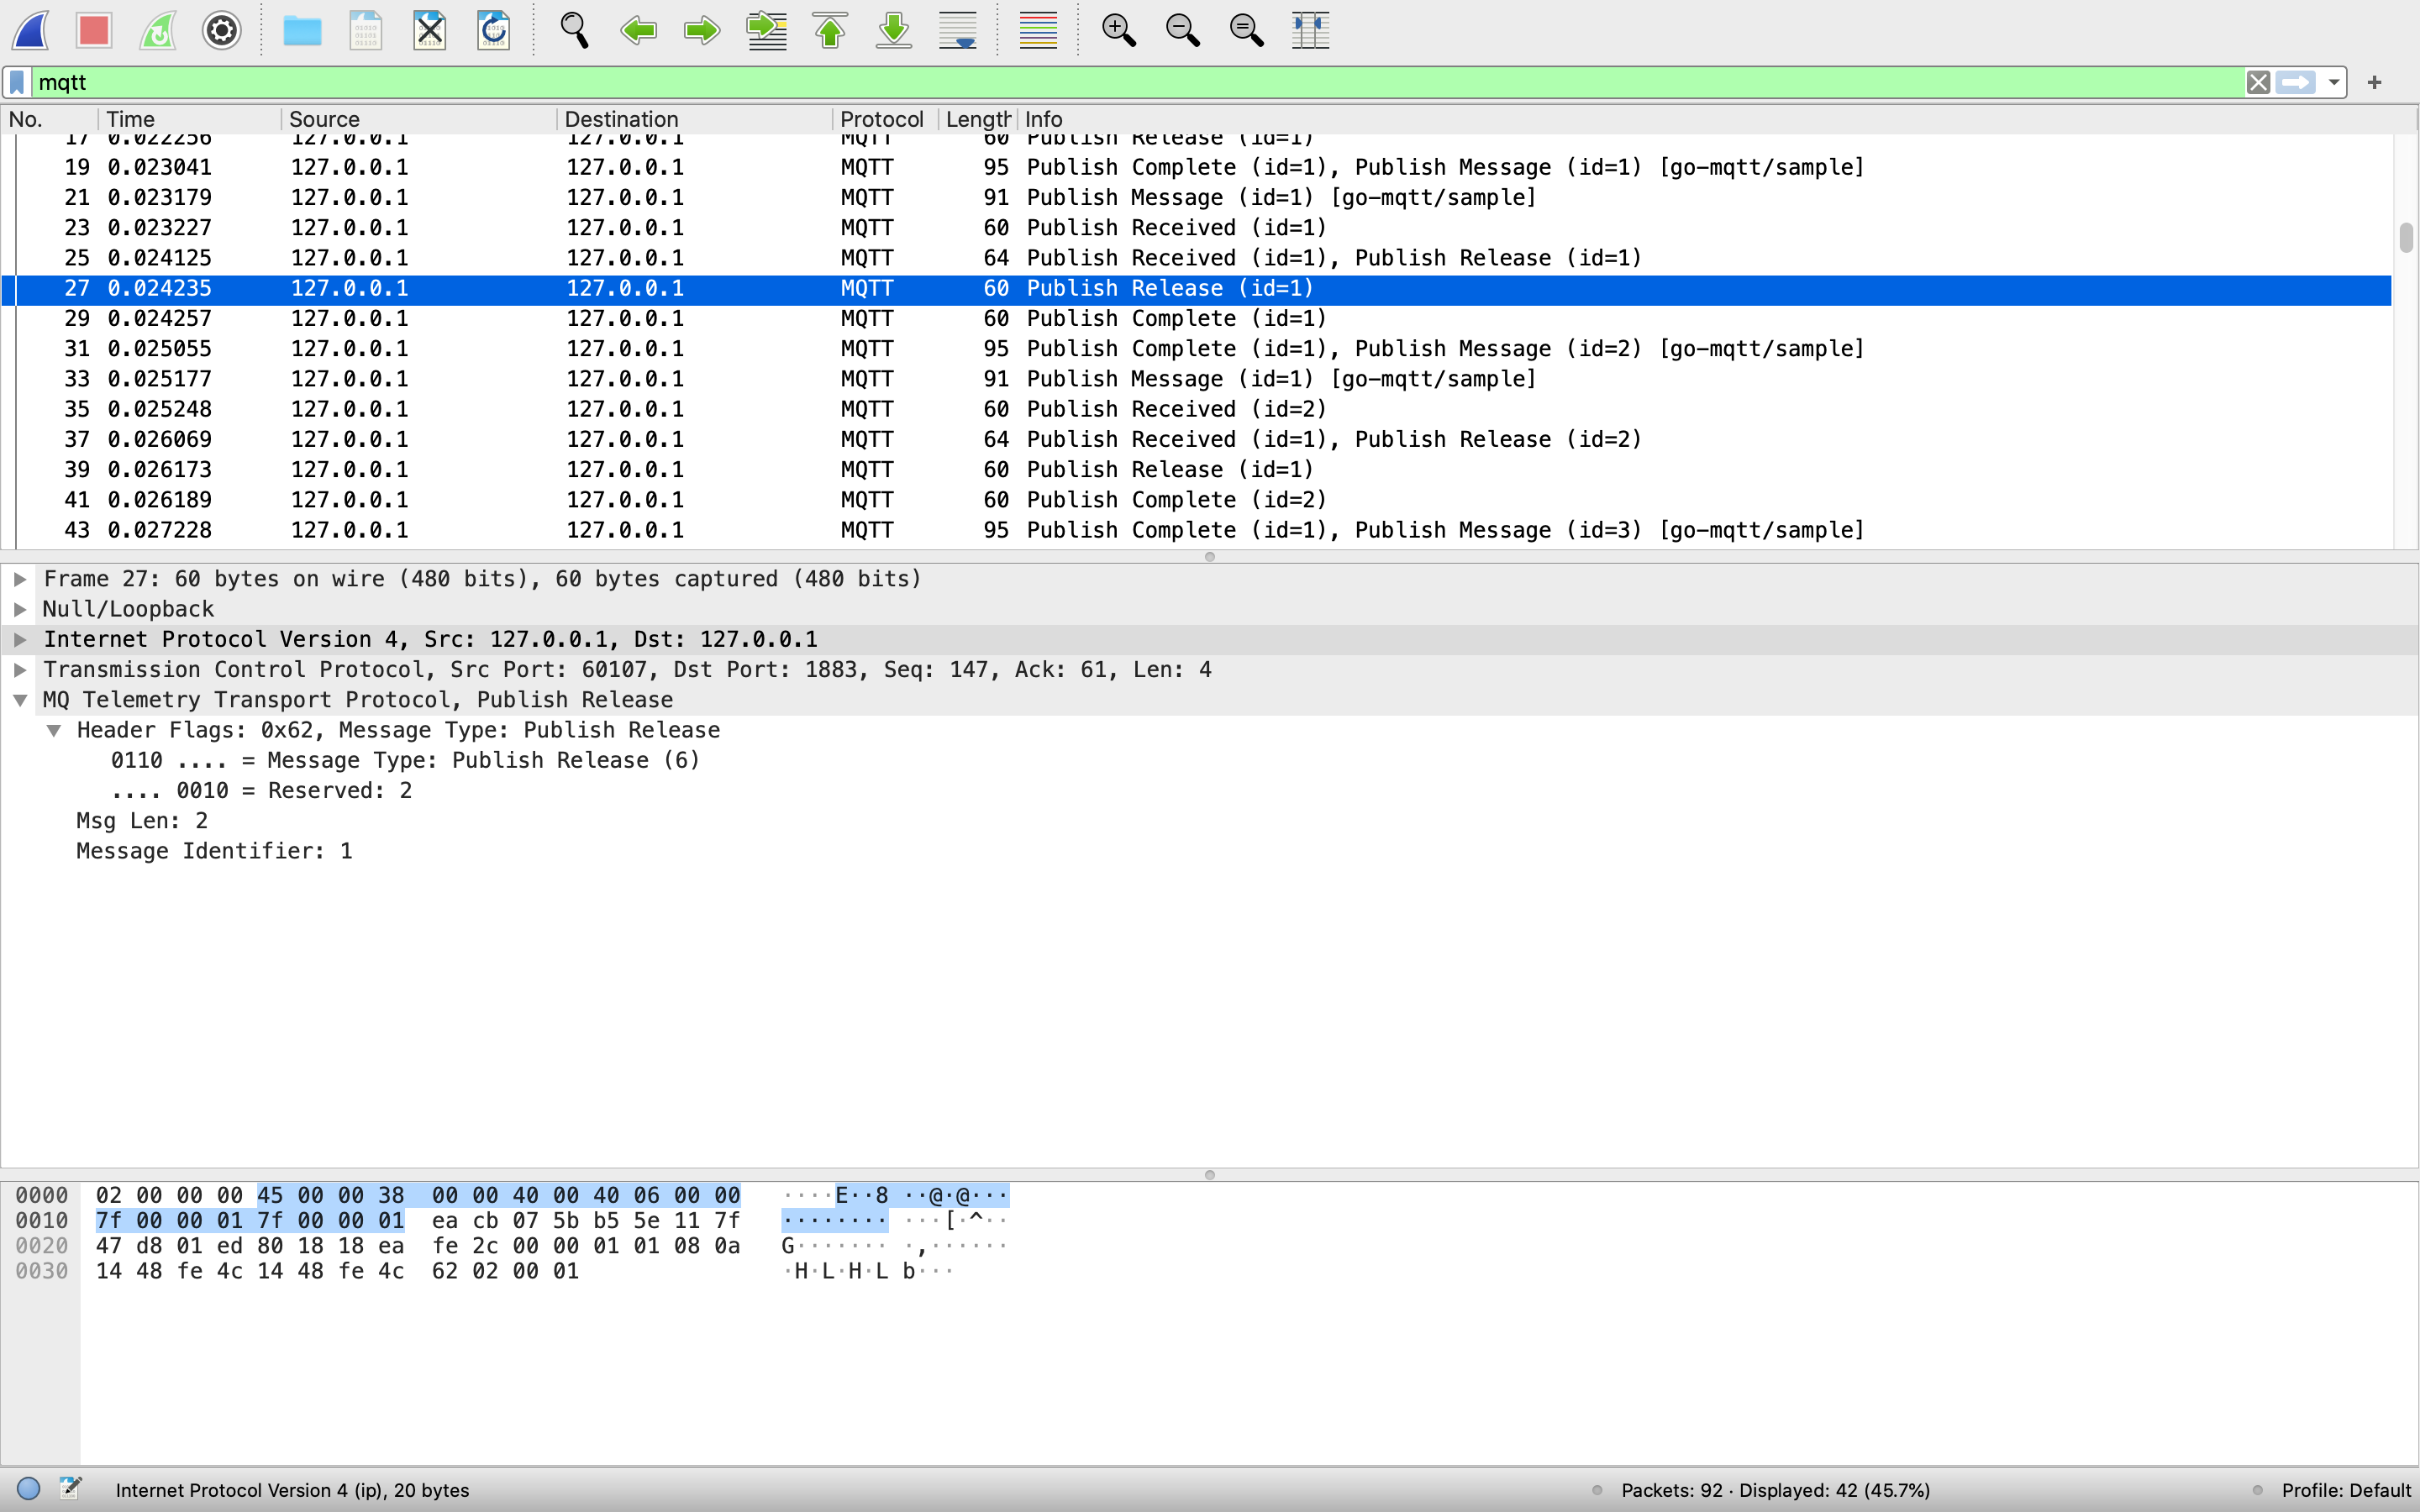 mqtt
No. Time Source Destination Protocol Length Info
17 0.022256 127.0.0.1 127.0.0.1 MQTT 60 Publish Release (id=1)
19 0.023041 127.0.0.1 127.0.0.1 MQTT 95 Publish Complete (id=1), Publish Message (id=1) [go-mqtt/sample]
21 0.023179 127.0.0.1 127.0.0.1 MQTT 91 Publish Message (id=1) [go-mqtt/sample]
23 0.023227 127.0.0.1 127.0.0.1 MQTT 60 Publish Received (id=1)
25 0.024125 127.0.0.1 127.0.0.1 MQTT 64 Publish Received (id=1), Publish Release (id=1)
27 0.024235 127.0.0.1 127.0.0.1 MQTT 60 Publish Release (id=1)
29 0.024257 127.0.0.1 127.0.0.1 MQTT 60 Publish Complete (id=1)
31 0.025055 127.0.0.1 127.0.0.1 MQTT 95 Publish Complete (id=1), Publish Message (id=2) [go-mqtt/sample]
33 0.025177 127.0.0.1 127.0.0.1 MQTT 91 Publish Message (id=1) [go-mqtt/sample]
35 0.025248 127.0.0.1 127.0.0.1 MQTT 60 Publish Received (id=2)
37 0.026069 127.0.0.1 127.0.0.1 MQTT 64 Publish Received (id=1), Publish Release (id=2)
39 0.026173 127.0.0.1 127.0.0.1 MQTT 60 Publish Release (id=1)
41 0.026189 127.0.0.1 127.0.0.1 MQTT 60 Publish Complete (id=2)
43 0.027228 127.0.0.1 127.0.0.1 MQTT 95 Publish Complete (id=1), Publish Message (id=3) [go-mqtt/sample]
Frame 27: 60 bytes on wire (480 bits), 60 bytes captured (480 bits)
Null/Loopback
Internet Protocol Version 4, Src: 127.0.0.1, Dst: 127.0.0.1
Transmission Control Protocol, Src Port: 60107, Dst Port: 1883, Seq: 147, Ack: 61, Len: 4
MQ Telemetry Transport Protocol, Publish Release
Header Flags: 0x62, Message Type: Publish Release
0110 .... = Message Type: Publish Release (6)
.... 0010 = Reserved: 2
Msg Len: 2
Message Identifier: 1
0000 02 00 00 00 45 00 00 38 00 00 40 00 40 06 00 00 ····E··8 ··@·@···
0010 7f 00 00 01 7f 00 00 01 ea cb 07 5b b5 5e 11 7f ········ ···[·^··
0020 47 d8 01 ed 80 18 18 ea fe 2c 00 00 01 01 08 0a G······· ·,······
0030 14 48 fe 4c 14 48 fe 4c 62 02 00 01 ·H·L·H·L b···
Internet Protocol Version 4 (ip), 20 bytes
Packets: 92 · Displayed: 42 (45.7%)
Profile: Default